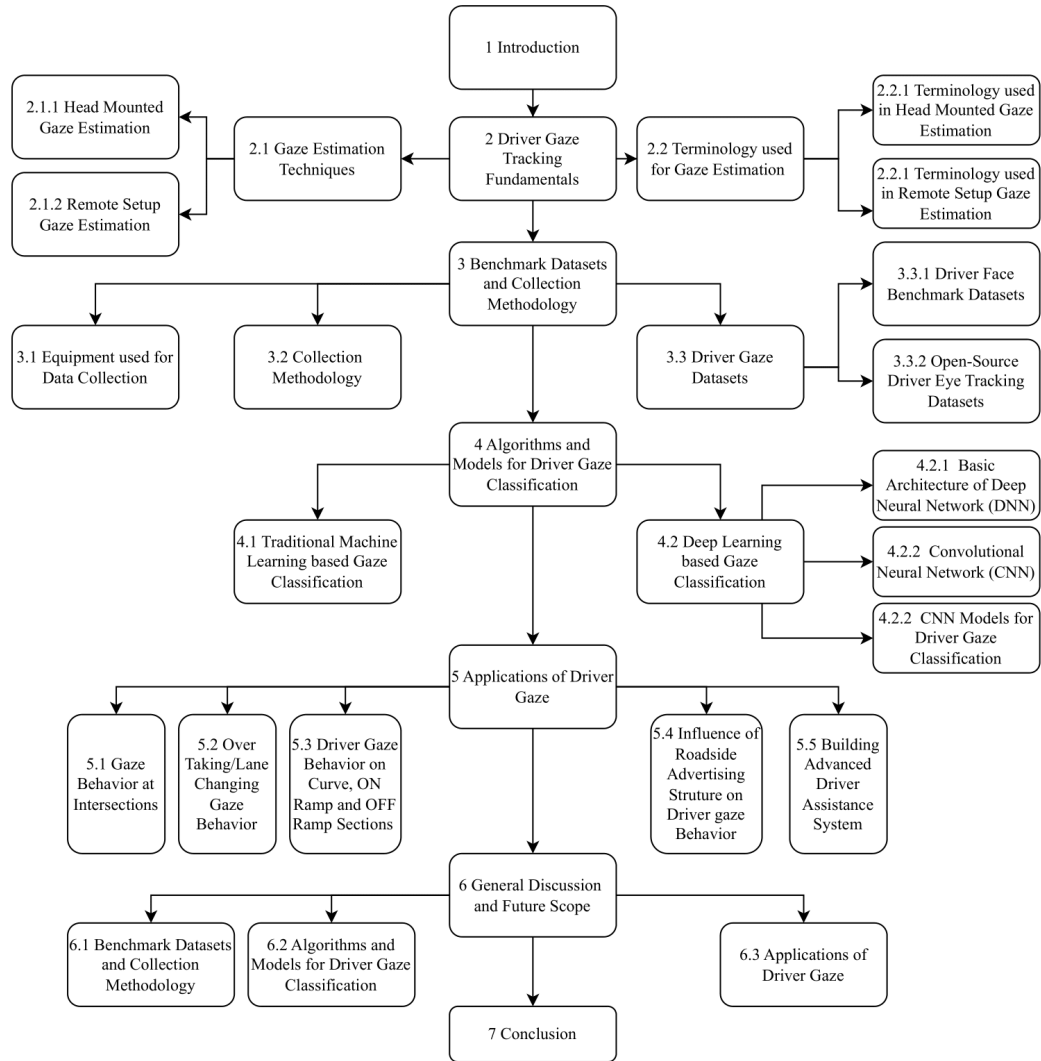 1 Introduction
2.1.1 Head Mounted
Gaze Estimation
2.1 Gaze Estimation
Techniques
2 Driver Gaze
Tracking
Fundamentals
2.2 Terminology used
for Gaze Estimation
2.2.1 Terminology used
in Head Mounted Gaze
Estimation
2.1.2 Remote Setup
Gaze Estimation
2.2.1 Terminology used
in Remote Setup Gaze
Estimation
3 Benchmark Datasets
and Collection
Methodology
3.1 Equipment used for
Data Collection
3.2 Collection
Methodology
3.3 Driver Gaze
Datasets
3.3.1 Driver Face
Benchmark Datasets
3.3.2 Open-Source
Driver Eye Tracking
Datasets
4 Algorithms and
Models for Driver Gaze
Classification
4.1 Traditional Machine
Learning based Gaze
Classification
4.2 Deep Learning
based Gaze
Classification
4.2.1 Basic
Architecture of Deep
Neural Network (DNN)
4.2.2 Convolutional
Neural Network (CNN)
4.2.2 CNN Models for
Driver Gaze
Classification
5 Applications of Driver
Gaze
5.1 Gaze
Behavior at
Intersections
5.2 Over
Taking/Lane
Changing
Gaze
Behavior
5.3 Driver Gaze
Behavior on
Curve, ON
Ramp and OFF
Ramp Sections
5.4 Influence of
Roadside
Advertising
Struture on
Driver gaze
Behavior
5.5 Building
Advanced
Driver
Assistance
System
6 General Discussion
and Future Scope
6.1 Benchmark Datasets
and Collection
Methodology
6.2 Algorithms and
Models for Driver Gaze
Classification
6.3 Applications of
Driver Gaze
7 Conclusion